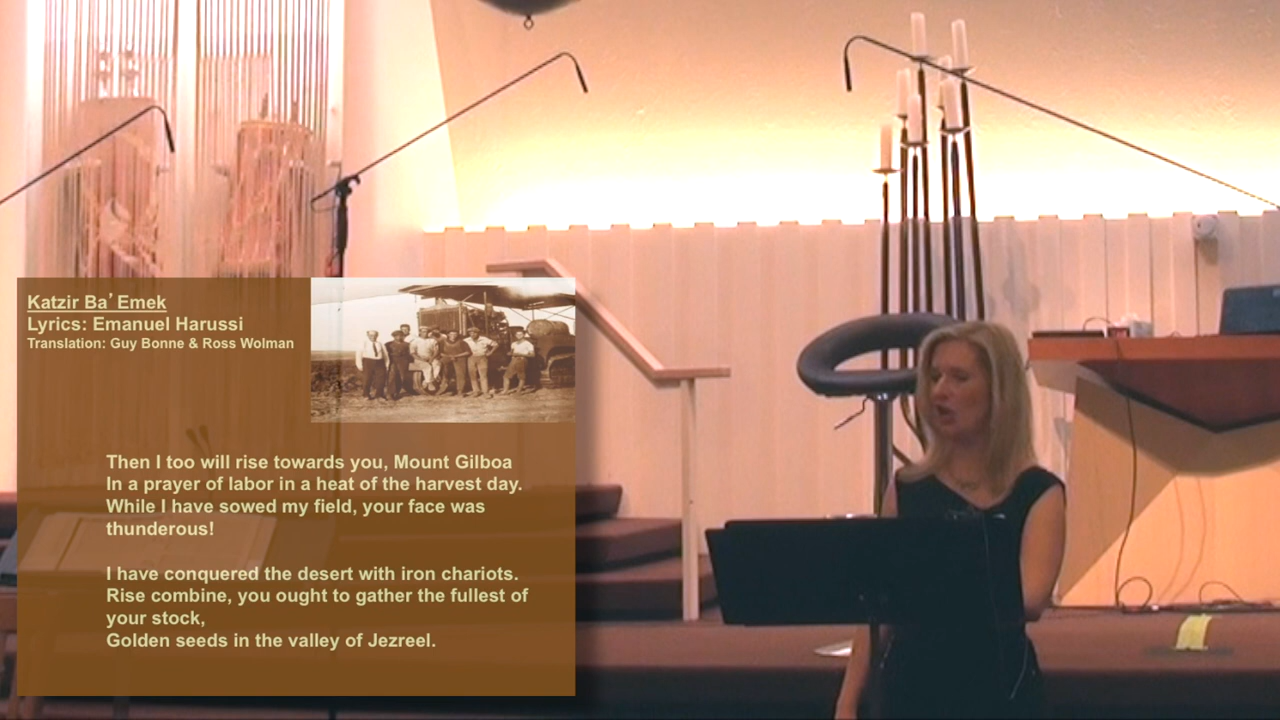 Katzir Ba’Emek
Lyrics: Emanuel Harussi
Translation: Guy Bonne & Ross Wolman
Then I too will rise towards you, Mount Gilboa
In a prayer of labor in a heat of the harvest day.
While I have sowed my field, your face was
thunderous!
I have conquered the desert with iron chariots.
Rise combine, you ought to gather the fullest of
your stock,
Golden seeds in the valley of Jezreel.